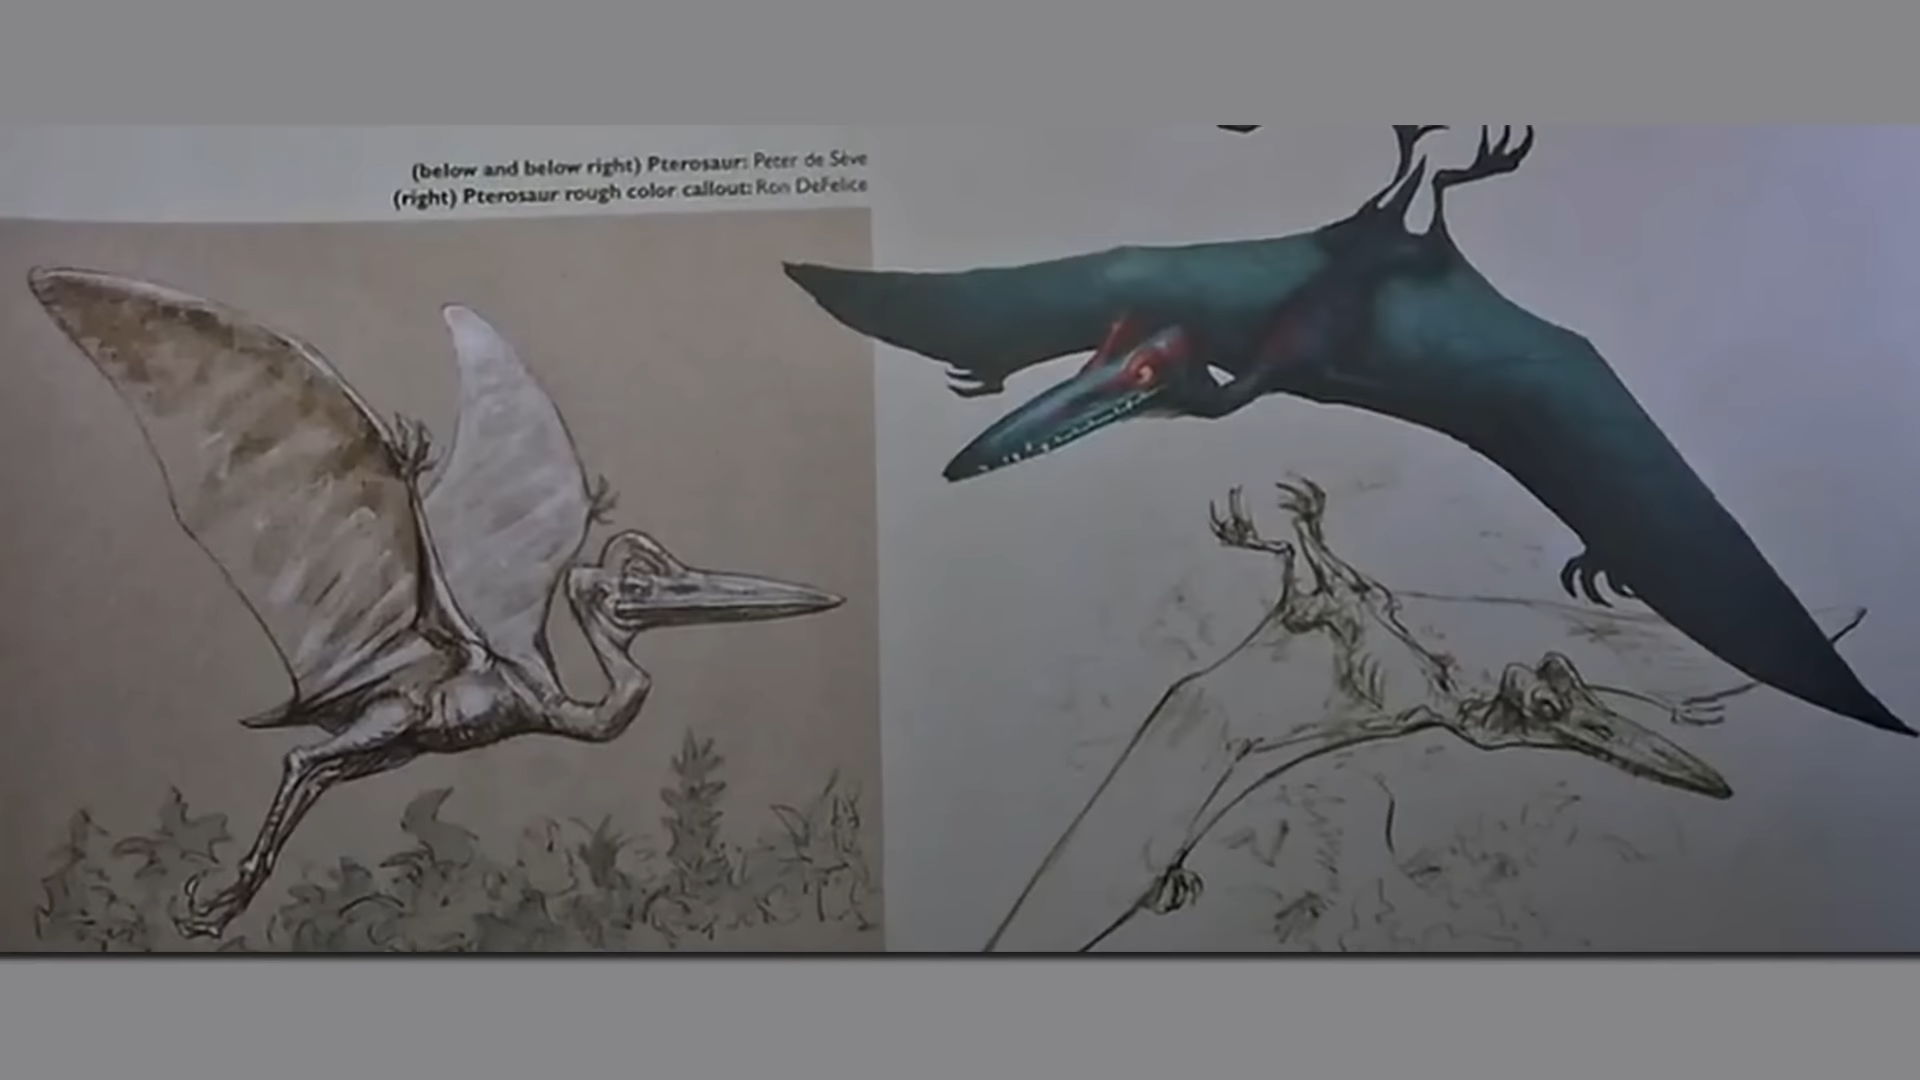 (below and below right) Pterosaur: Peter de Sève
(right) Pterosaur rough color callout: Ron DeFelice